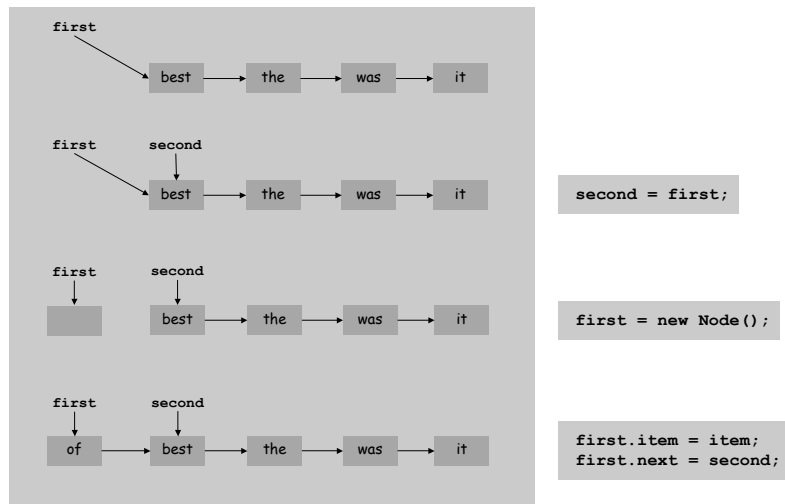 first
best the was it
first second
best the was it
second = first;
first second
best the was it
first = new Node();
first second
of best the was it
first.item = item;
first.next = second;